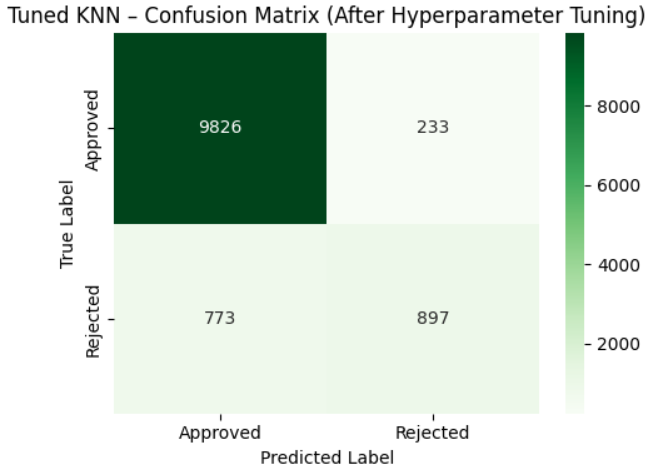 Tuned KNN – Confusion Matrix (After Hyperparameter Tuning)
Approved
9826
233
8000
6000
True Label
4000
Rejected
773
897
2000
Approved
Rejected
Predicted Label